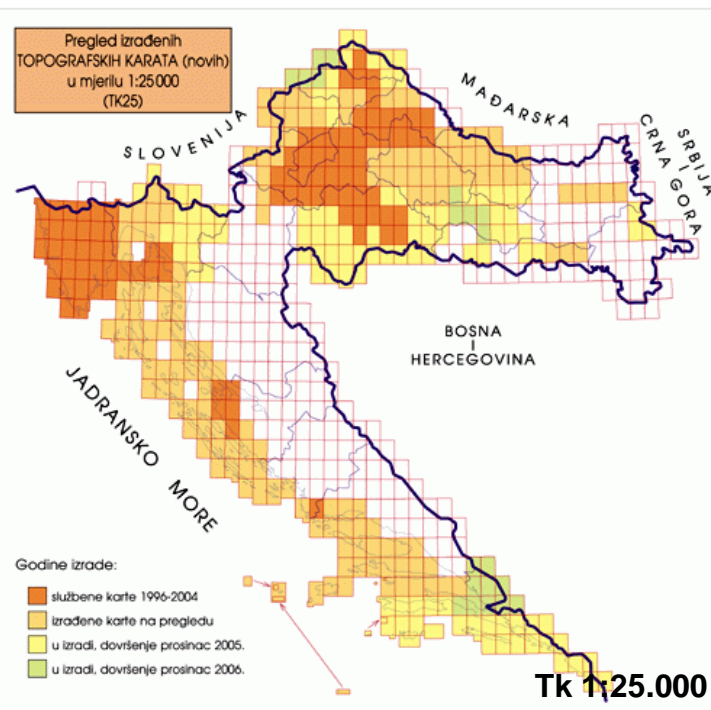 Pregled izrađenih
TOPOGRAFSKIH KARATA (novih)
u mjerilu 1:25000
(TK25)
SLOVENIJA
MAĐARSKA
SRBIJA
I
CRNA GORA
BOSNA
I
HERCEGOVINA
JADRANSKO MORE
Godine izrade:
službene karte 1996-2004
izrađene karte na pregledu
u izradi, dovršenje prosinac 2005.
u izradi, dovršenje prosinac 2006.
Tk 1:25.000